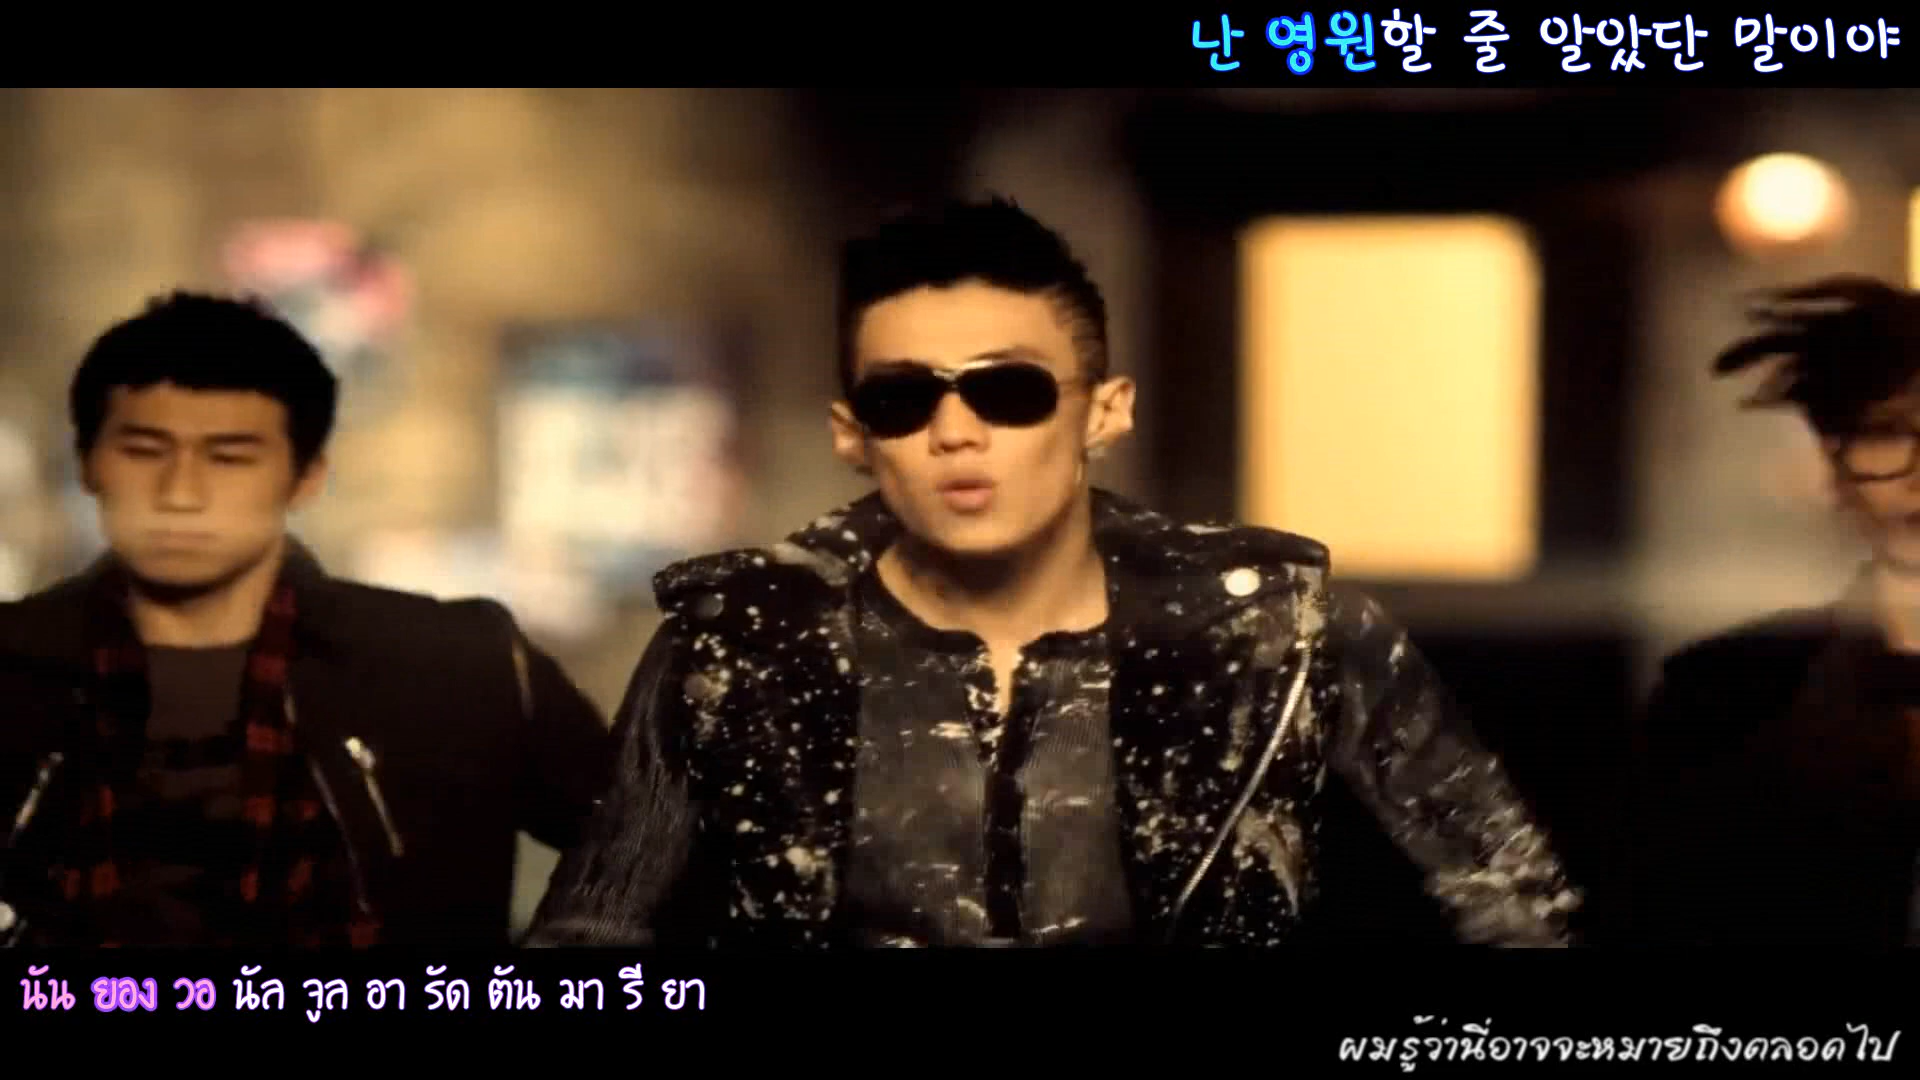 난 영원할 줄 알았단 말이야
นัน ยอง วอ นัล จูล อา รัด ตัน มา รี ยา
ผมรู้ว่านี่อาจจะหมายถึงตลอดไป